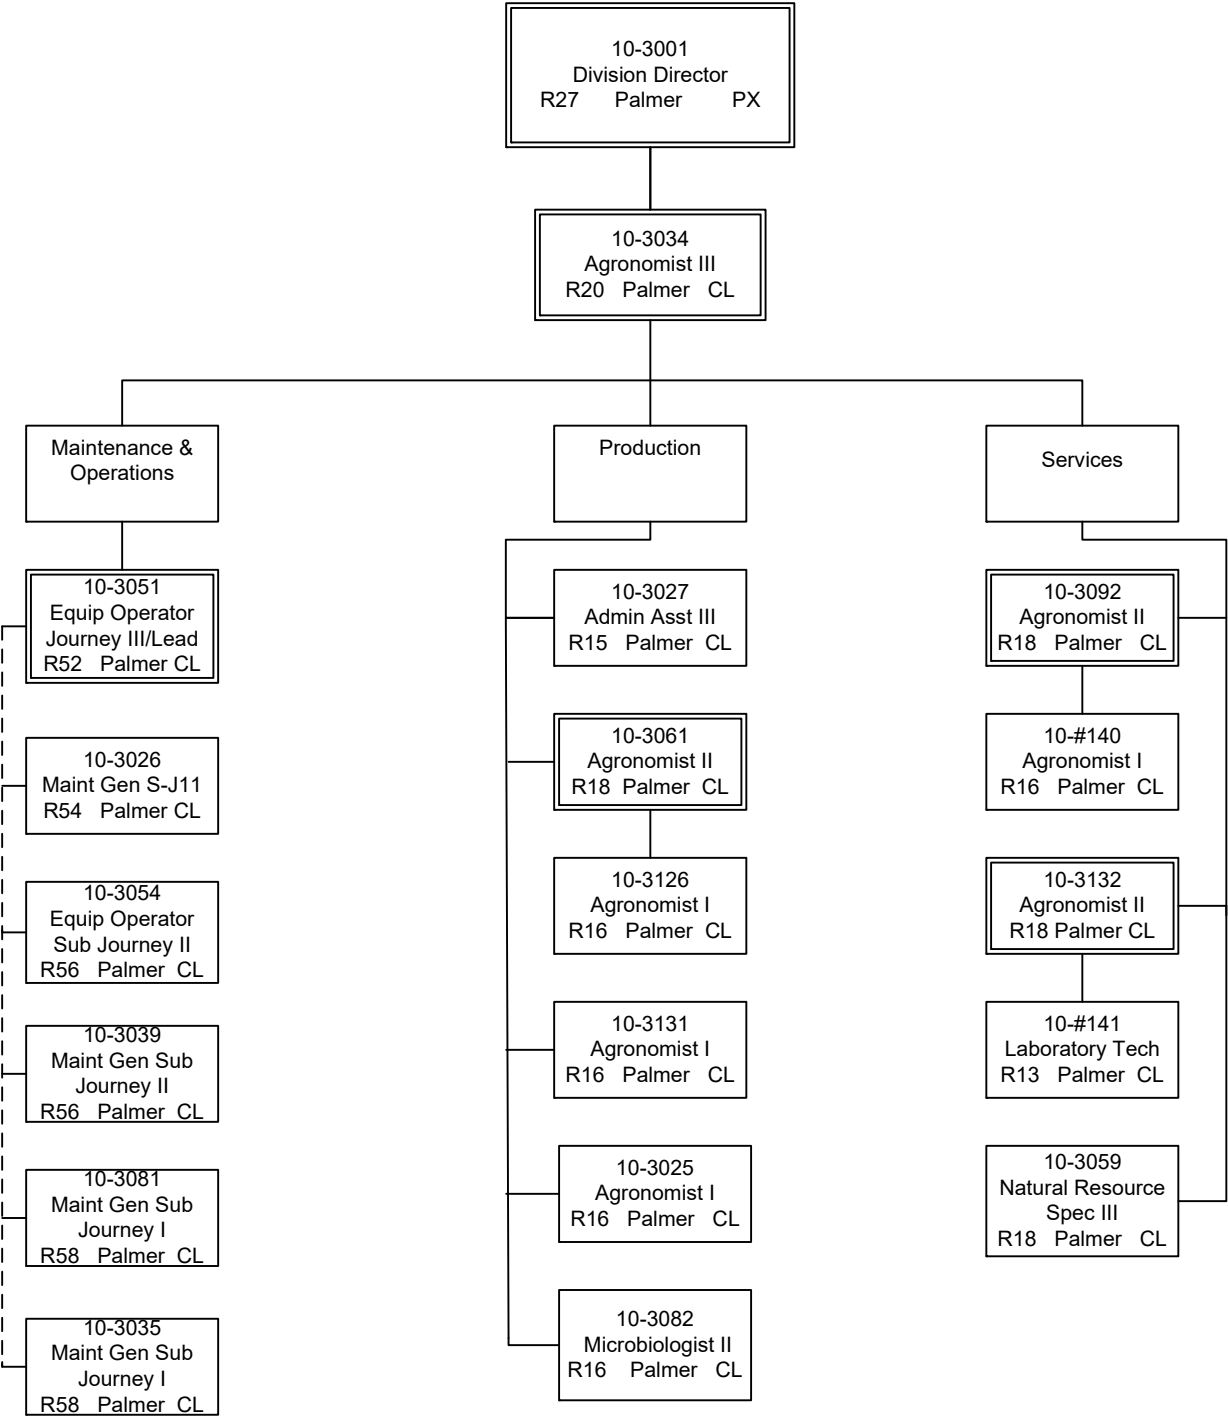 10-3001
Division Director
R27 Palmer PX
10-3034
Agronomist III
R20 Palmer CL
Maintenance &
Operations
10-3051
Equip Operator
Journey III/Lead
R52 Palmer CL
10-3026
Maint Gen S-J11
R54 Palmer CL
10-3054
Equip Operator
Sub Journey II
R56 Palmer CL
10-3039
Maint Gen Sub
Journey II
R56 Palmer CL
10-3081
Maint Gen Sub
Journey I
R58 Palmer CL
10-3035
Maint Gen Sub
Journey I
R58 Palmer CL
Production
10-3027
Admin Asst III
R15 Palmer CL
10-3061
Agronomist II
R18 Palmer CL
10-3126
Agronomist I
R16 Palmer CL
10-3131
Agronomist I
R16 Palmer CL
10-3025
Agronomist I
R16 Palmer CL
10-3082
Microbiologist II
R16 Palmer CL
Services
10-3092
Agronomist II
R18 Palmer CL
10-#140
Agronomist I
R16 Palmer CL
10-3132
Agronomist II
R18 Palmer CL
10-#141
Laboratory Tech
R13 Palmer CL
10-3059
Natural Resource
Spec III
R18 Palmer CL